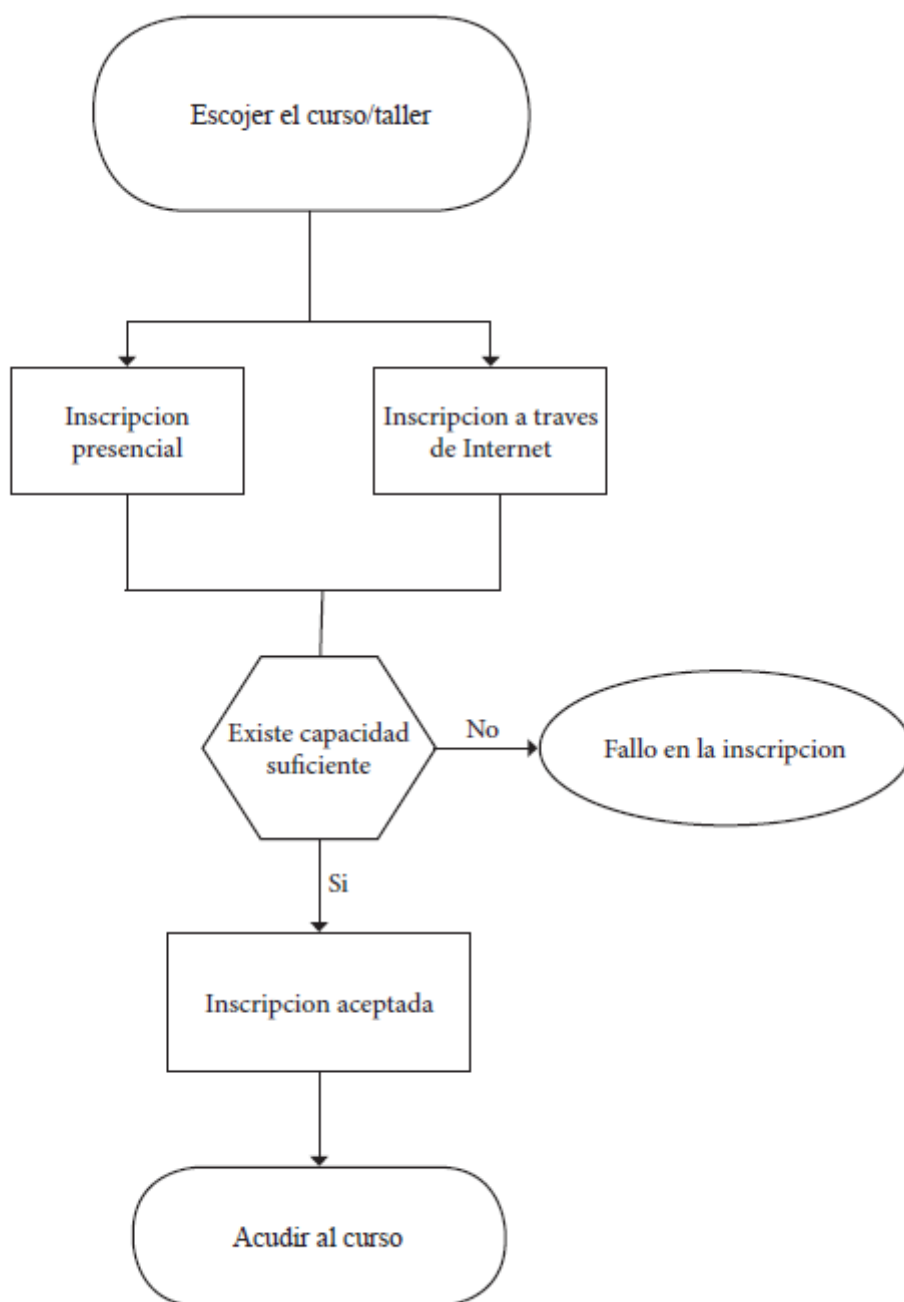 Escojer el curso/taller
Inscripcion
presencial
Inscripcion a traves
de Internet
Existe capacidad
suficiente
No
Fallo en la inscripcion
Si
Inscripcion aceptada
Acudir al curso